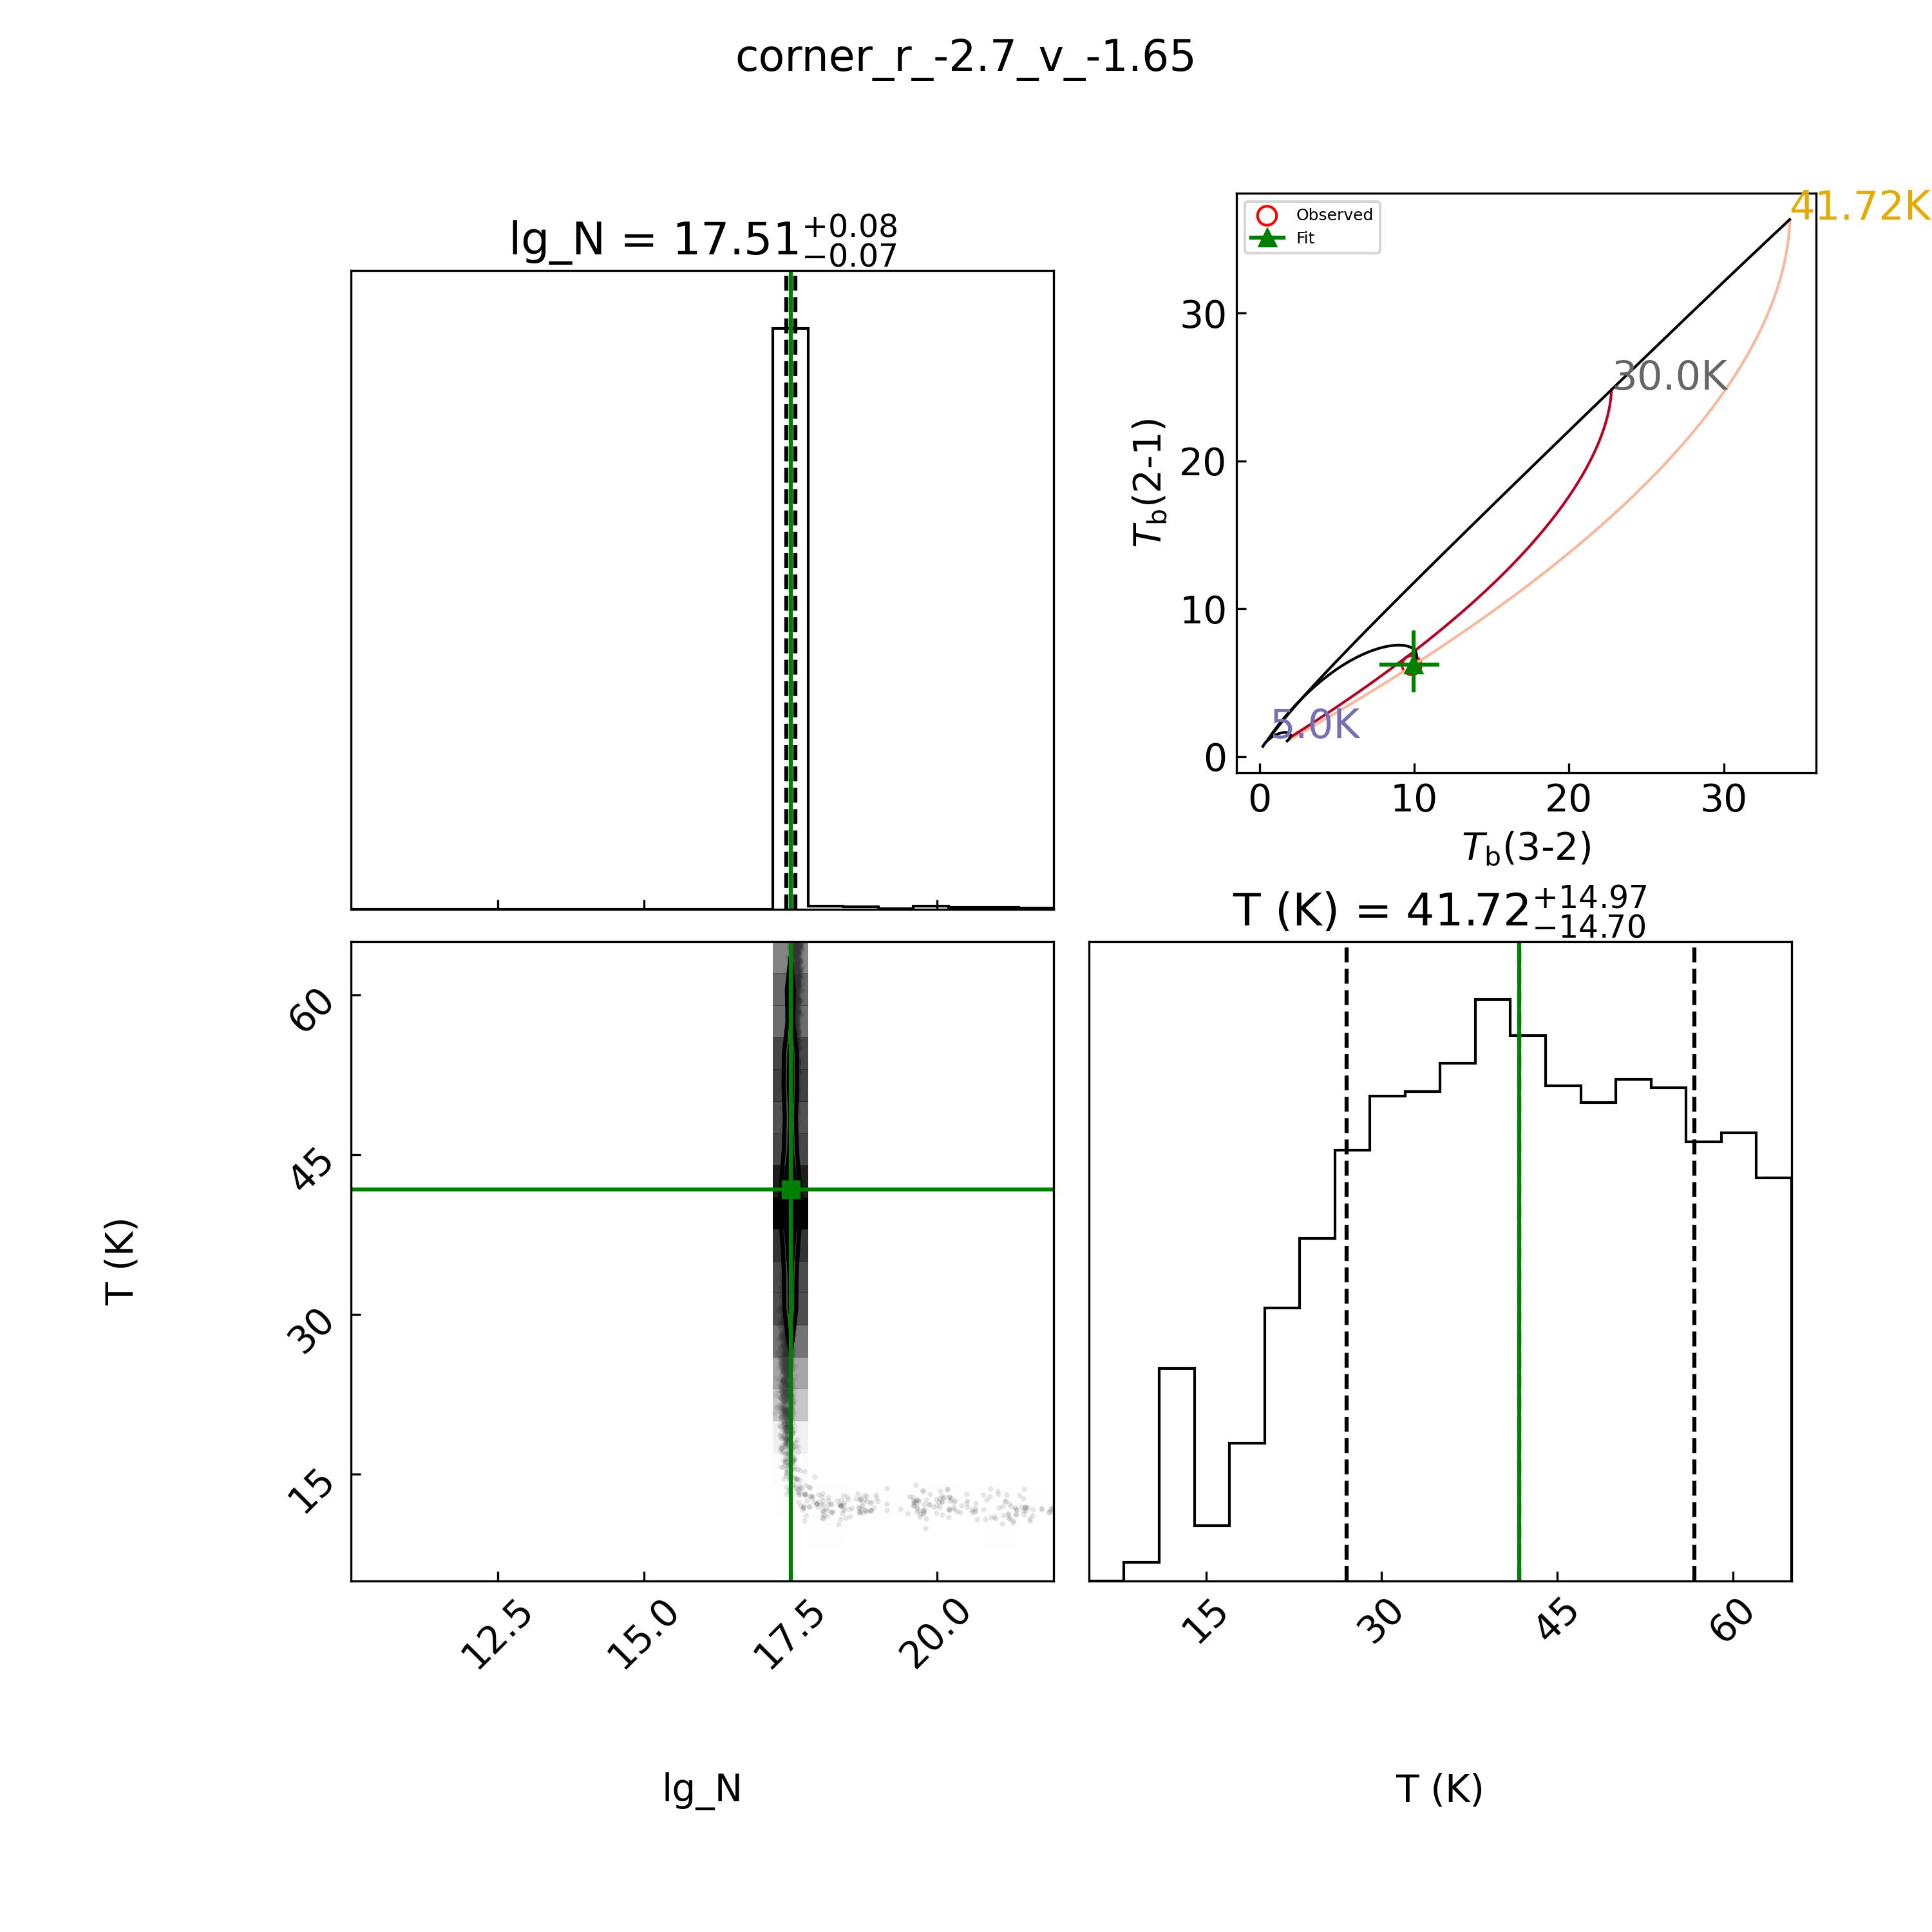 corner_r_-2.7_v_-1.65
lg_N = 17.51+0.08−0.07
Observed
Fit
41.72K
30.0K
5.0K
30
20
10
0
Tb(2-1)
0 10 20 30
Tb(3-2)
T (K) = 41.72+14.97−14.70
60
45
30
15
T (K)
12.5 15.0 17.5 20.0
lg_N
15 30 45 60
T (K)